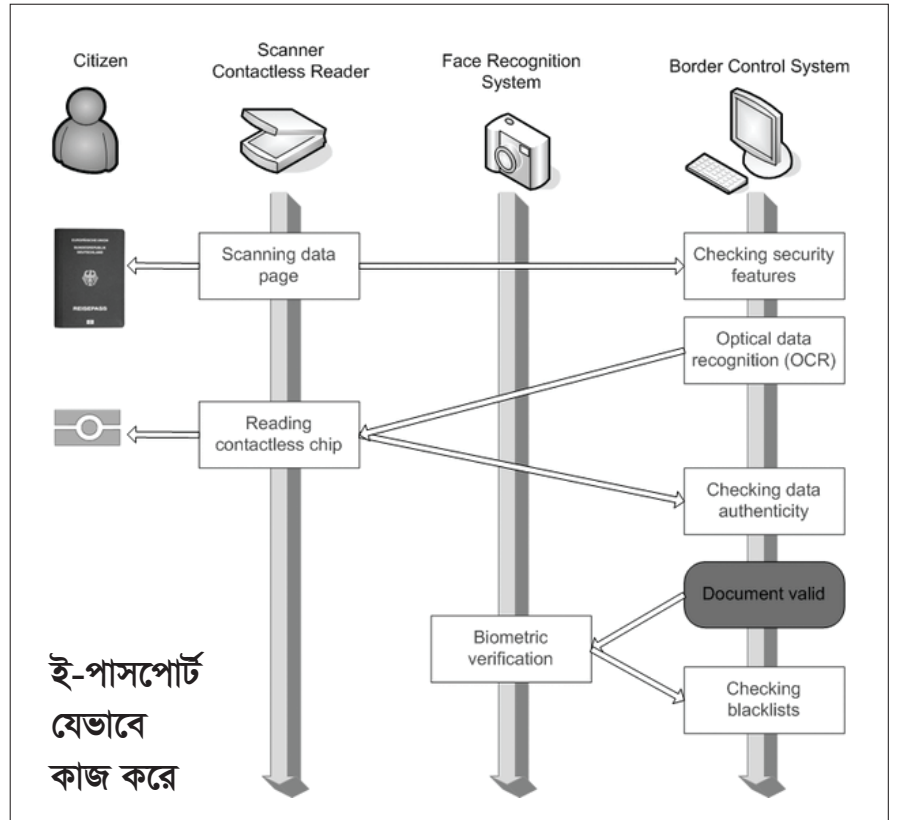 Citizen
Scanner
Contactless Reader
Face Recognition
System
Border Control System
REISEPASS
Scanning data
page
Checking security
features
Optical data
recognition (OCR)
Reading
contactless chip
Checking data
authenticity
Document valid
Biometric
verification
Checking
blacklists
ই-পাসপোর্ট
যেভাবে
কাজ করে